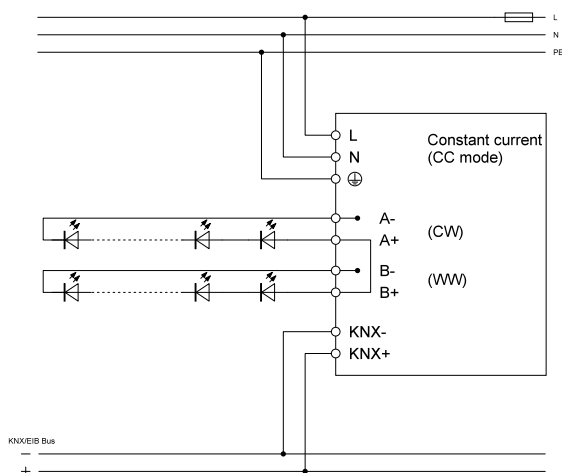 L
N
PE
L
Constant current
N
(CC mode)
A-
A+
(CW)
B-
(WW)
B+
KNX-
KNX+
KNX/EIB Bus
−
+